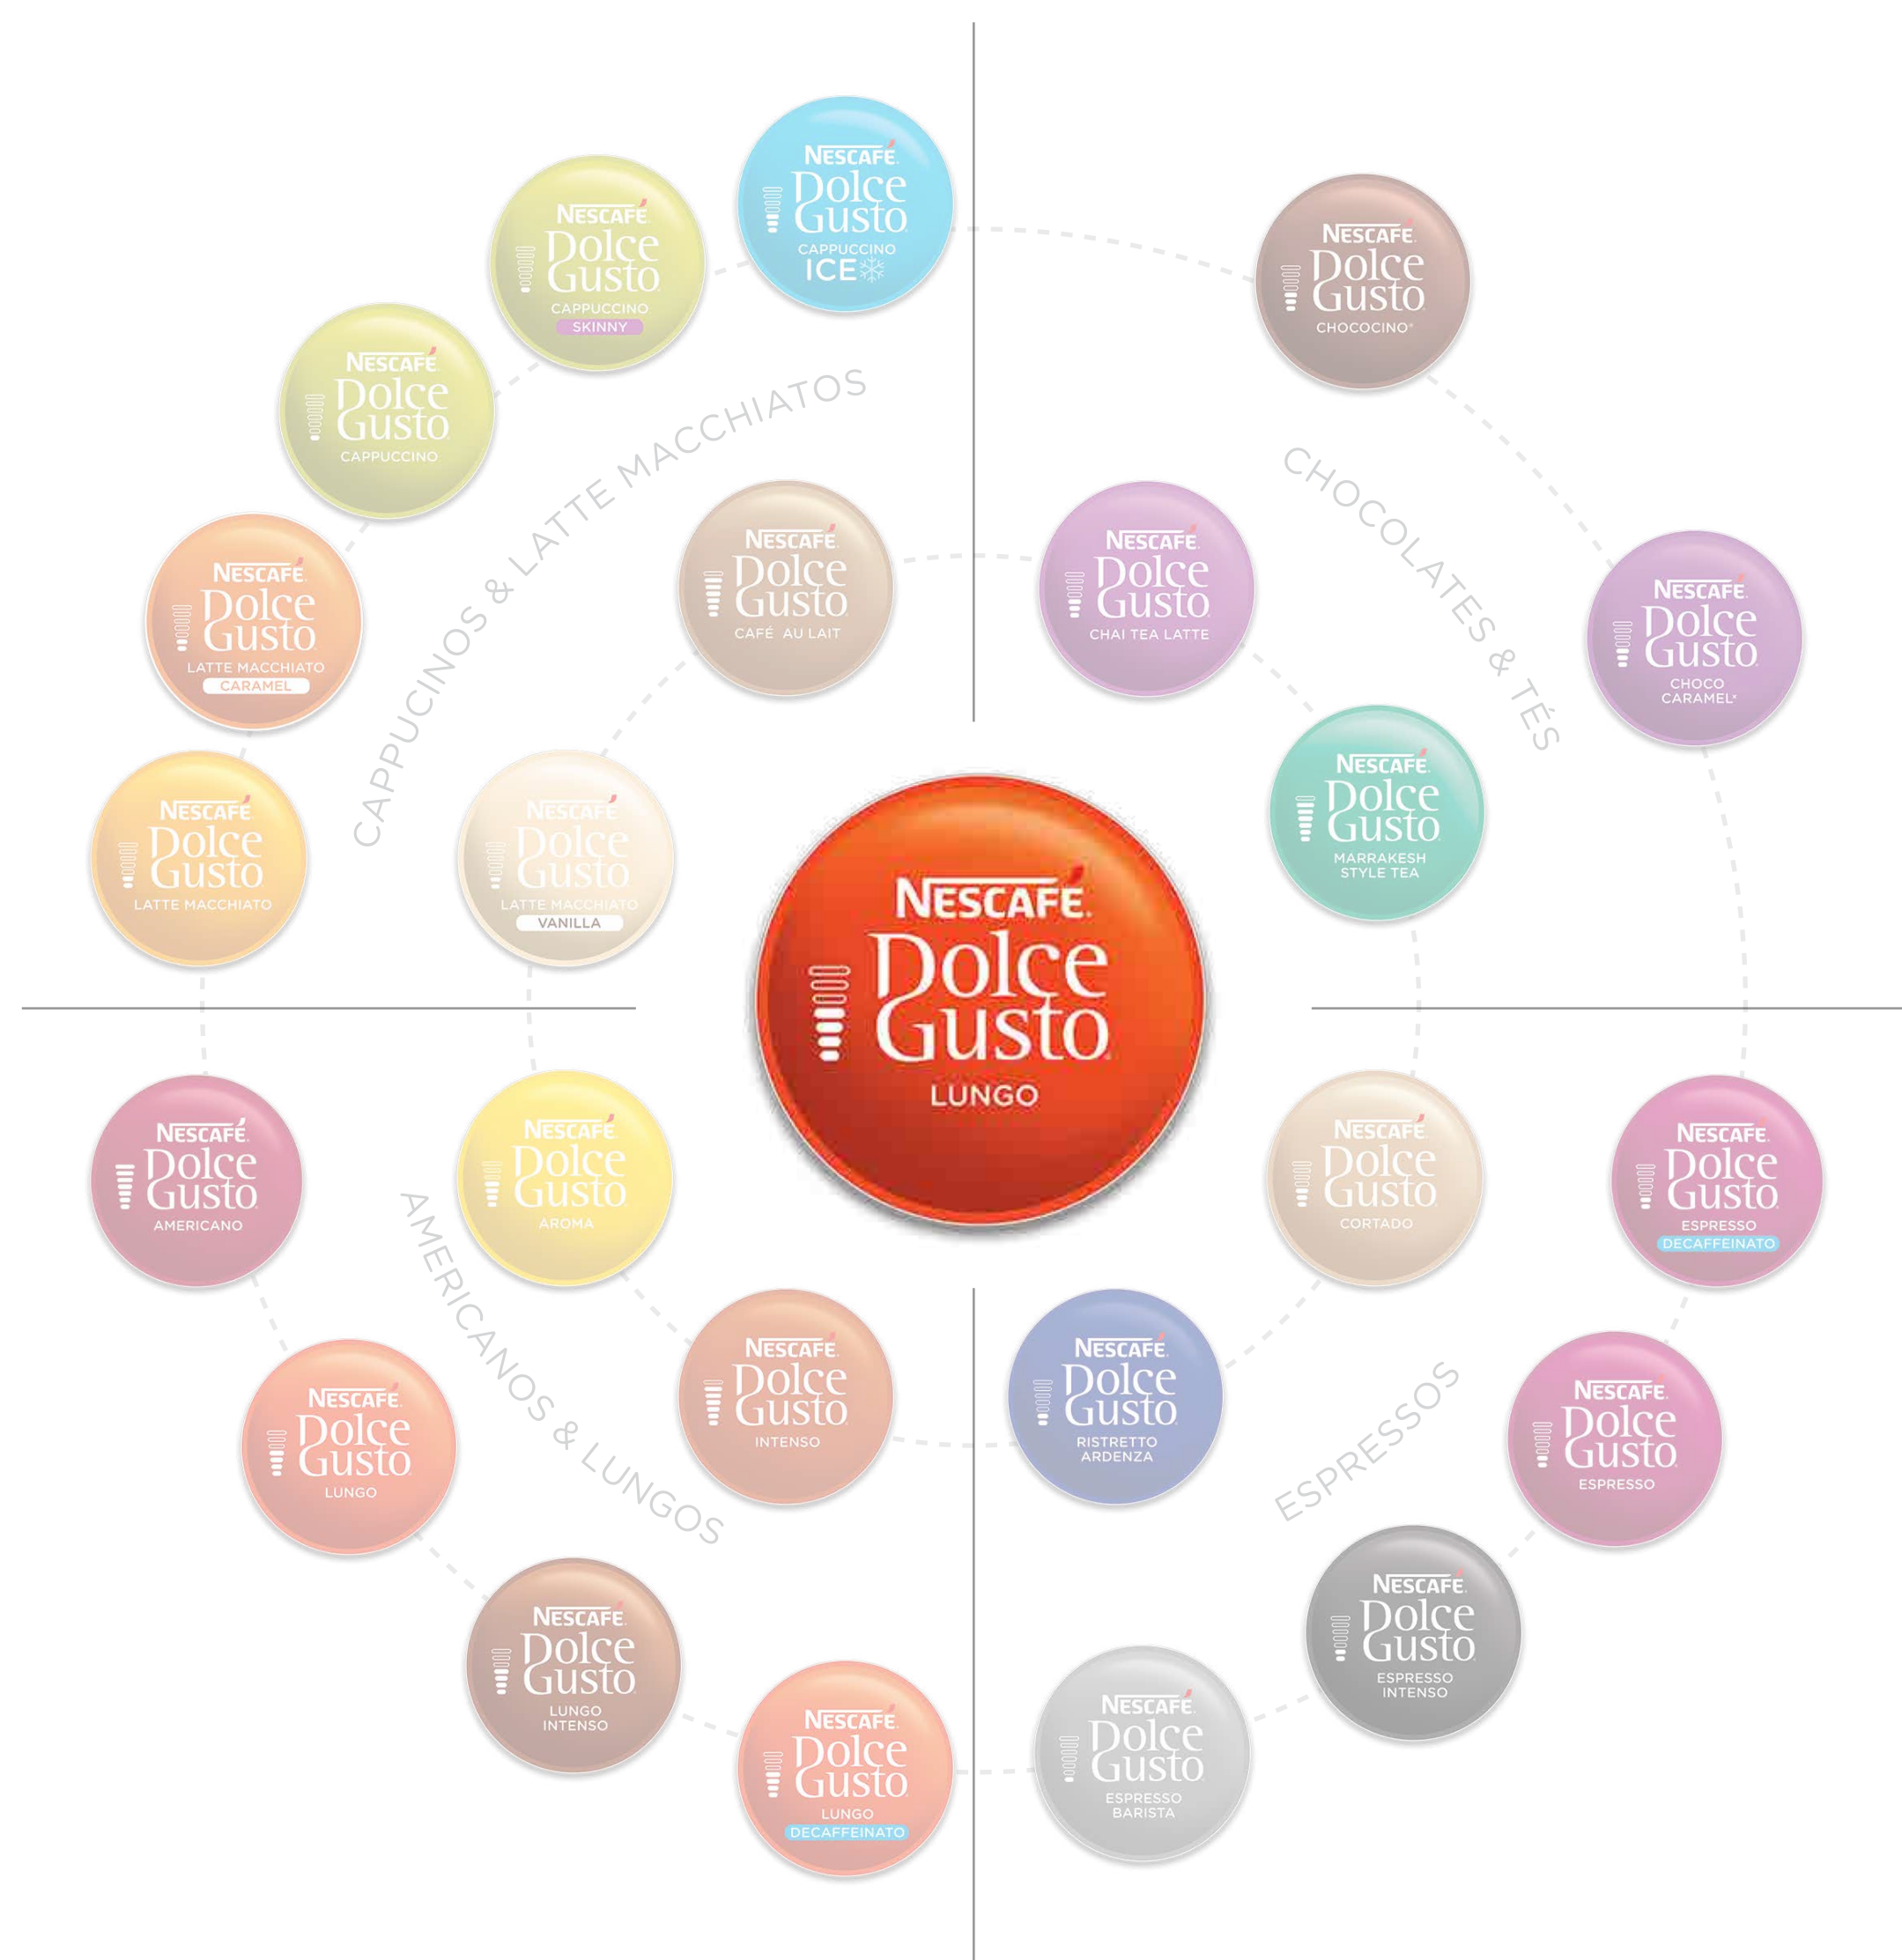 NESCAFÉ
Dolce
Gusto
CAPPUCCINO
ICE
NESCAFÉ
Dolce
Gusto
CAPPUCCINO
SKINNY
NESCAFÉ
Dolce
Gusto
CAPPUCCINO
NESCAFÉ
Dolce
Gusto
LATTE MACCHIATO
CARAMEL
NESCAFÉ
Dolce
Gusto
LATTE MACCHIATO
CAPPUCINOS & LATTE MACCHIATOS
NESCAFÉ
Dolce
Gusto
CAFÉ AU LAIT
NESCAFÉ
Dolce
Gusto
LATTE MACCHIATO
VANILLA
NESCAFÉ
Dolce
Gusto
CHOCOCINO®
CHOCOLATES & TÉS
NESCAFÉ
Dolce
Gusto
CHAI TEA LATTE
NESCAFÉ
Dolce
Gusto
CHOCO
CARAMEL*
NESCAFÉ
Dolce
Gusto
MARRAKESH
STYLE TEA
NESCAFÉ
Dolce
Gusto
LUNGO
NESCAFÉ
Dolce
Gusto
AMERICANO
NESCAFÉ
Dolce
Gusto
AROMA
AMERICANOS & LUNGOS
NESCAFÉ
Dolce
Gusto
INTENSO
NESCAFÉ
Dolce
Gusto
LUNGO
NESCAFÉ
Dolce
Gusto
LUNGO
INTENSO
NESCAFÉ
Dolce
Gusto
LUNGO
DECAFFEINATO
NESCAFÉ
Dolce
Gusto
CORTADO
NESCAFÉ
Dolce
Gusto
ESPRESSO
DECAFFEINATO
NESCAFÉ
Dolce
Gusto
RISTRETTO
ARDENZA
ESPRESSOS
NESCAFÉ
Dolce
Gusto
ESPRESSO
NESCAFÉ
Dolce
Gusto
ESPRESSO
INTENSO
NESCAFÉ
Dolce
Gusto
ESPRESSO
BARISTA